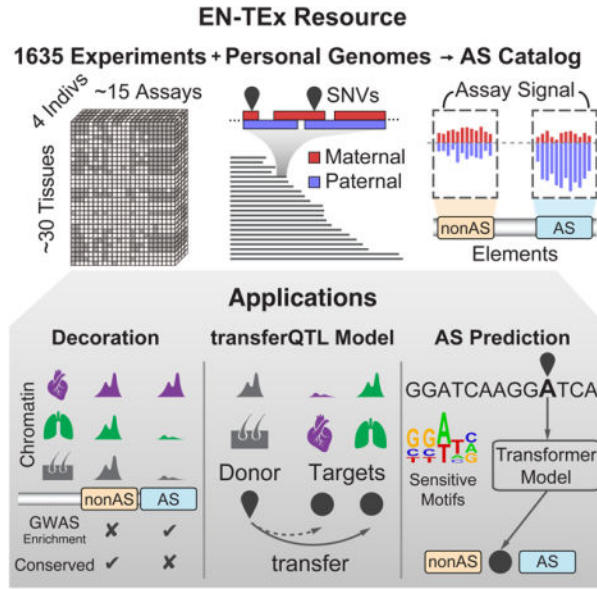 EN-TEx Resource
1635 Experiments + Personal Genomes → AS Catalog
4 Indivs
~15 Assays
~30 Tissues
SNVs
Maternal
Paternal
Assay Signal
nonAS
AS
Elements
Applications
Decoration
Chromatin
nonAS
AS
GWAS
Enrichment
✘ ✔
Conserved
✔ ✘
transferQTL Model
Donor
Targets
transfer
AS Prediction
GGATCAAGGATCA
Sensitive
Motifs
Transformer
Model
nonAS
AS